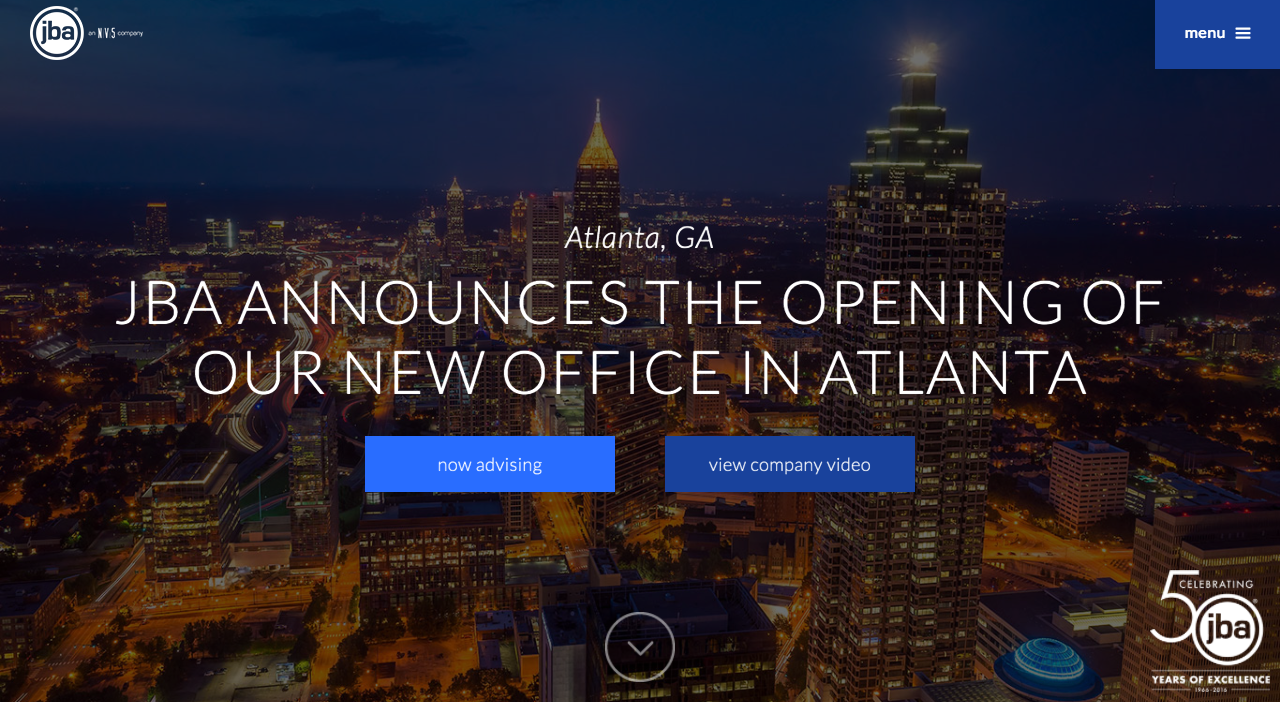 jba
an NVS company
menu
Atlanta, GA
JBA ANNOUNCES THE OPENING OF
OUR NEW OFFICE IN ATLANTA
now advising
view company video
50
CELEBRATING
jba
YEARS OF EXCELLENCE
1966-2016